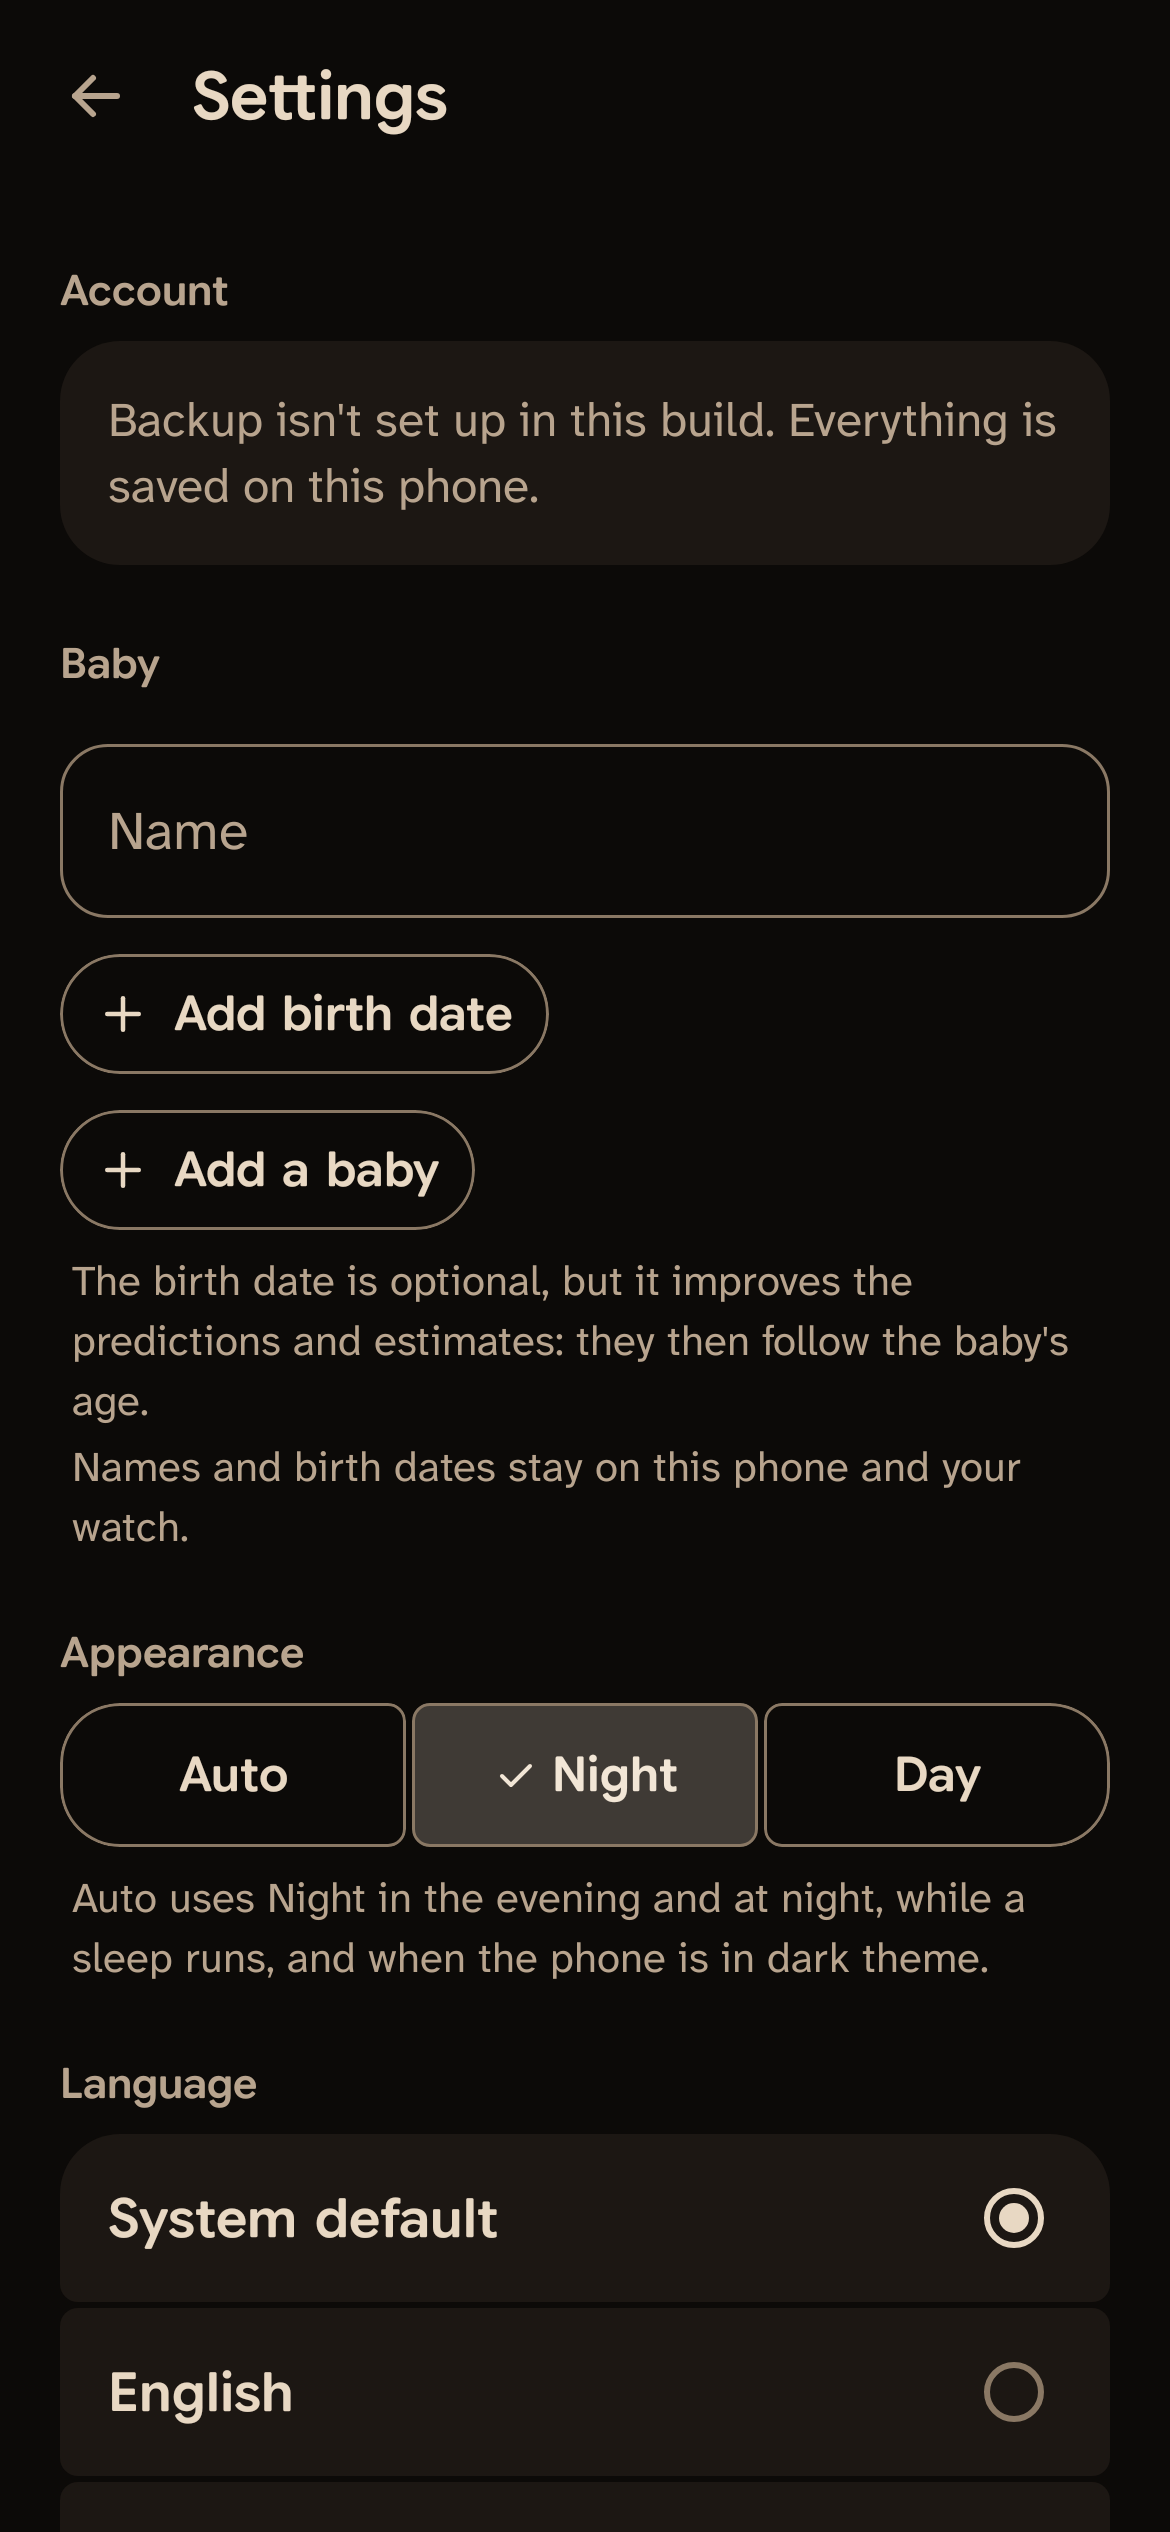 Settings
Account
Backup isn't set up in this build. Everything is
saved on this phone.
Baby
Name
Add birth date
Add a baby
The birth date is optional, but it improves the
predictions and estimates: they then follow the baby's
age.
Names and birth dates stay on this phone and your
watch.
Appearance
Auto
Night
Day
Auto uses Night in the evening and at night, while a
sleep runs, and when the phone is in dark theme.
Language
System default
English